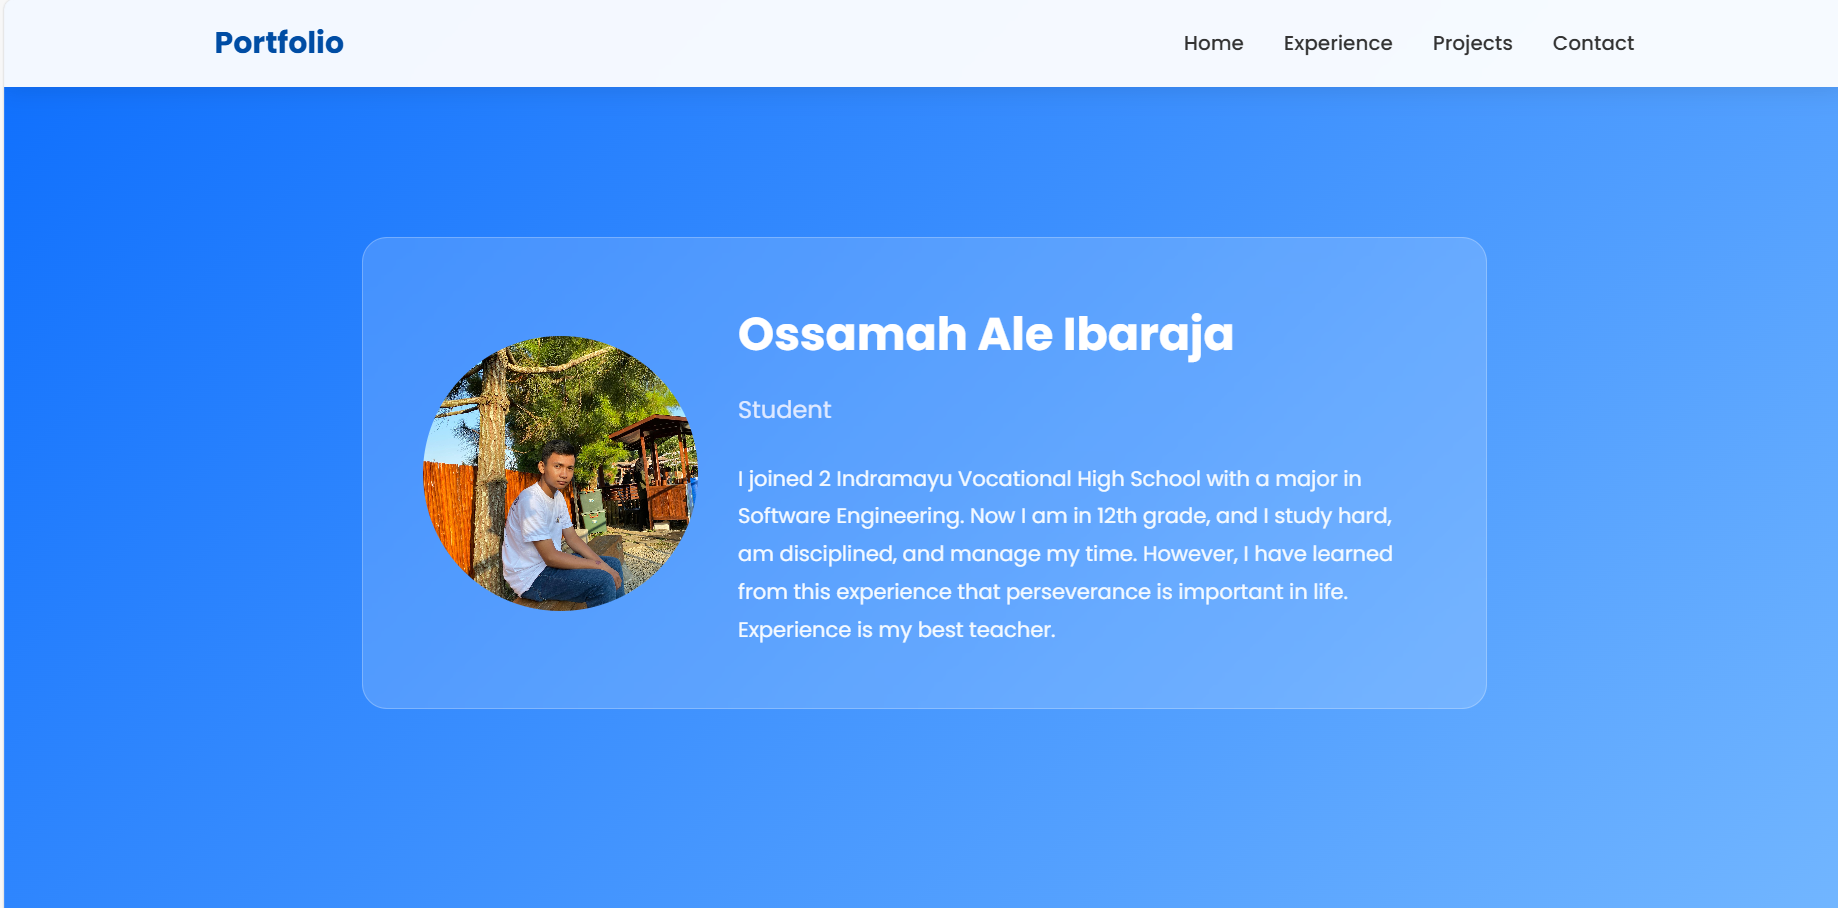 Portfolio
Home Experience Projects Contact
Ossamah Ale Ibaraja
Student
I joined 2 Indramayu Vocational High School with a major in
Software Engineering. Now I am in 12th grade, and I study hard,
am disciplined, and manage my time. However, I have learned
from this experience that perseverance is important in life.
Experience is my best teacher.